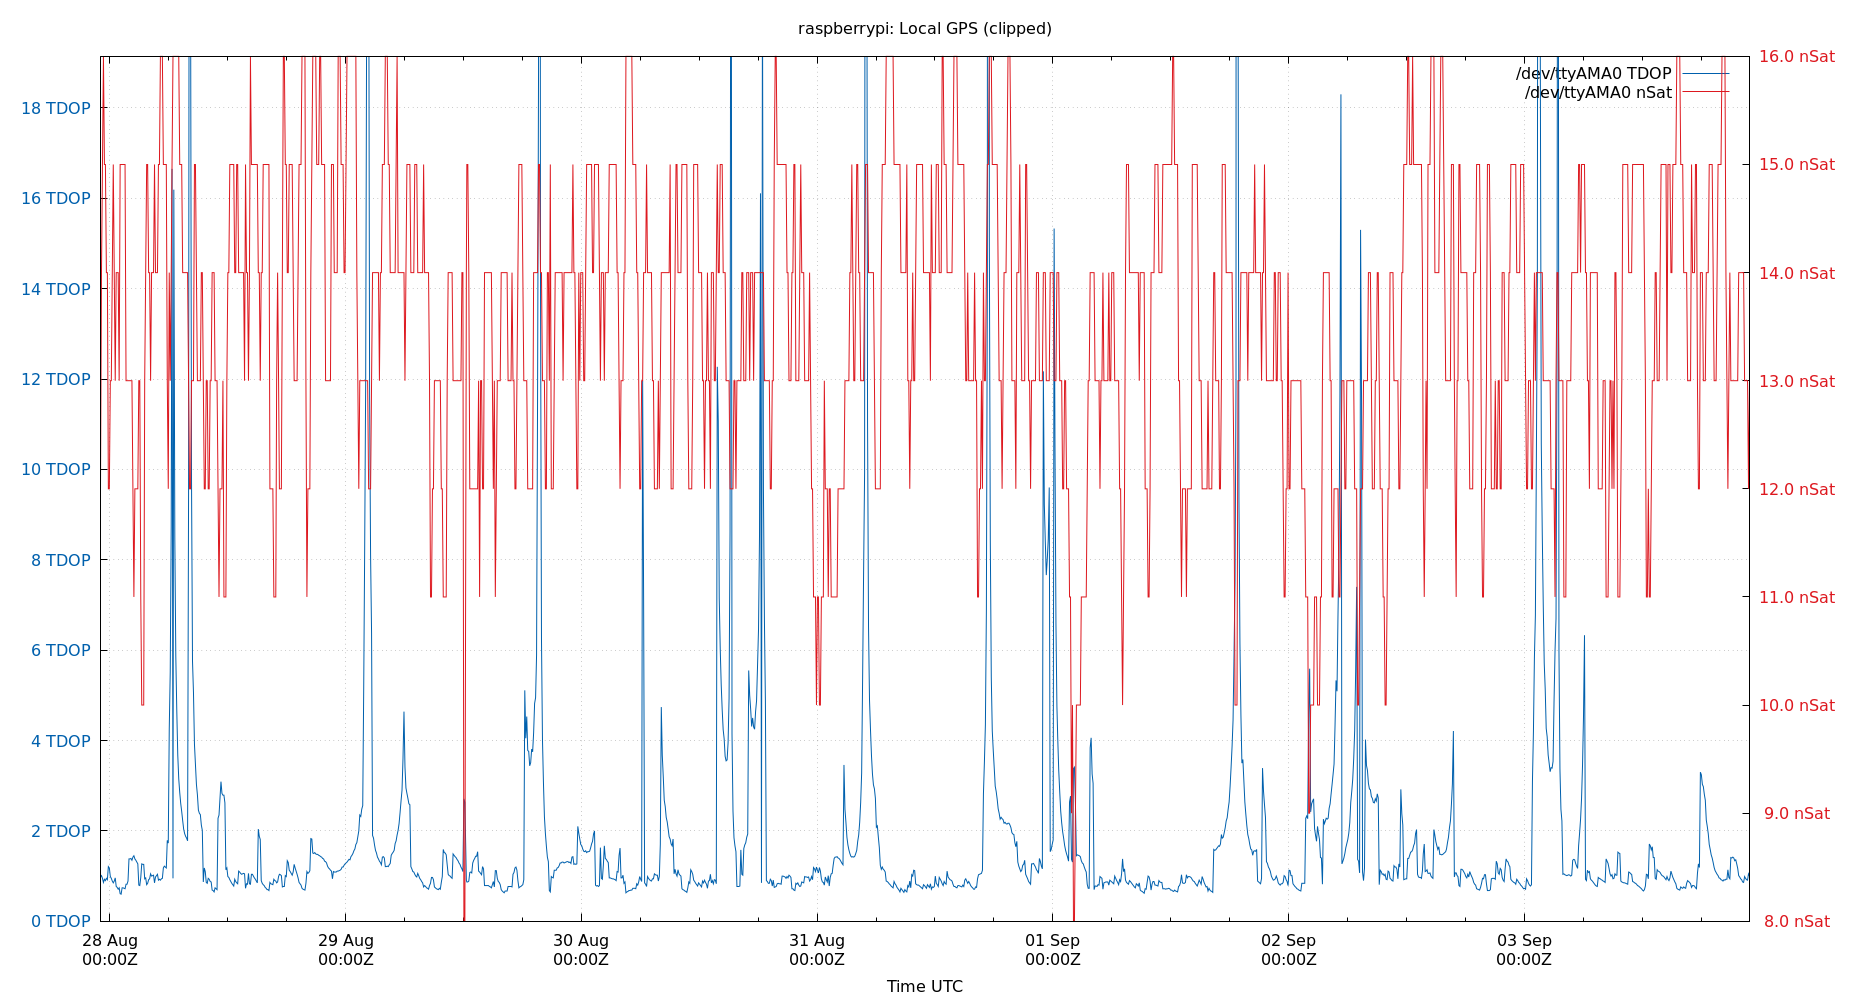 raspberrypi: Local GPS (clipped)
/dev/ttyAMA0 TDOP
/dev/ttyAMA0 nSat
18 TDOP
16 TDOP
14 TDOP
12 TDOP
10 TDOP
8 TDOP
6 TDOP
4 TDOP
2 TDOP
0 TDOP
16.0 nSat
15.0 nSat
14.0 nSat
13.0 nSat
12.0 nSat
11.0 nSat
10.0 nSat
9.0 nSat
8.0 nSat
28 Aug
00:00Z
29 Aug
00:00Z
30 Aug
00:00Z
31 Aug
00:00Z
01 Sep
00:00Z
02 Sep
00:00Z
03 Sep
00:00Z
Time UTC